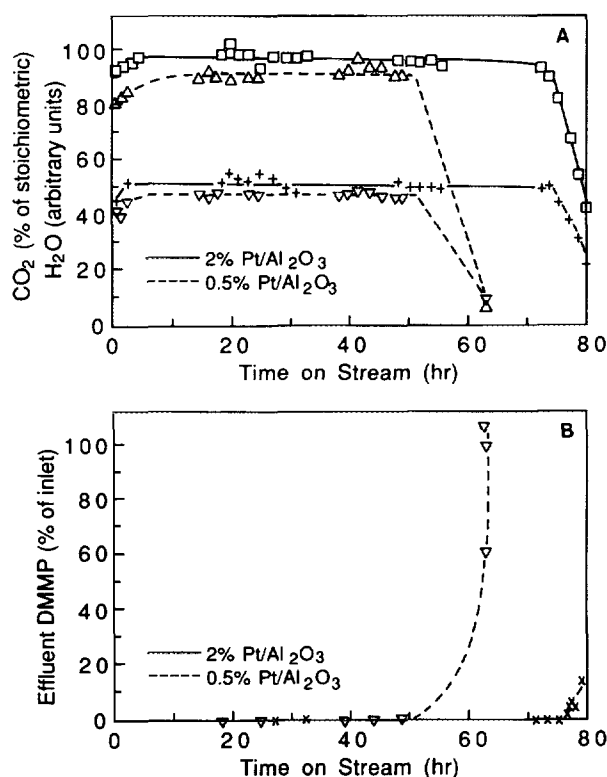 A
100
80
60
40
20
0
CO₂ (% of stoichiometric)
H₂O (arbitrary units)
2% Pt/Al₂O₃
0.5% Pt/Al₂O₃
0
20
40
60
80
Time on Stream (hr)
B
100
80
60
40
20
0
Effluent DMMP (% of inlet)
2% Pt/Al₂O₃
0.5% Pt/Al₂O₃
0
20
40
60
80
Time on Stream (hr)